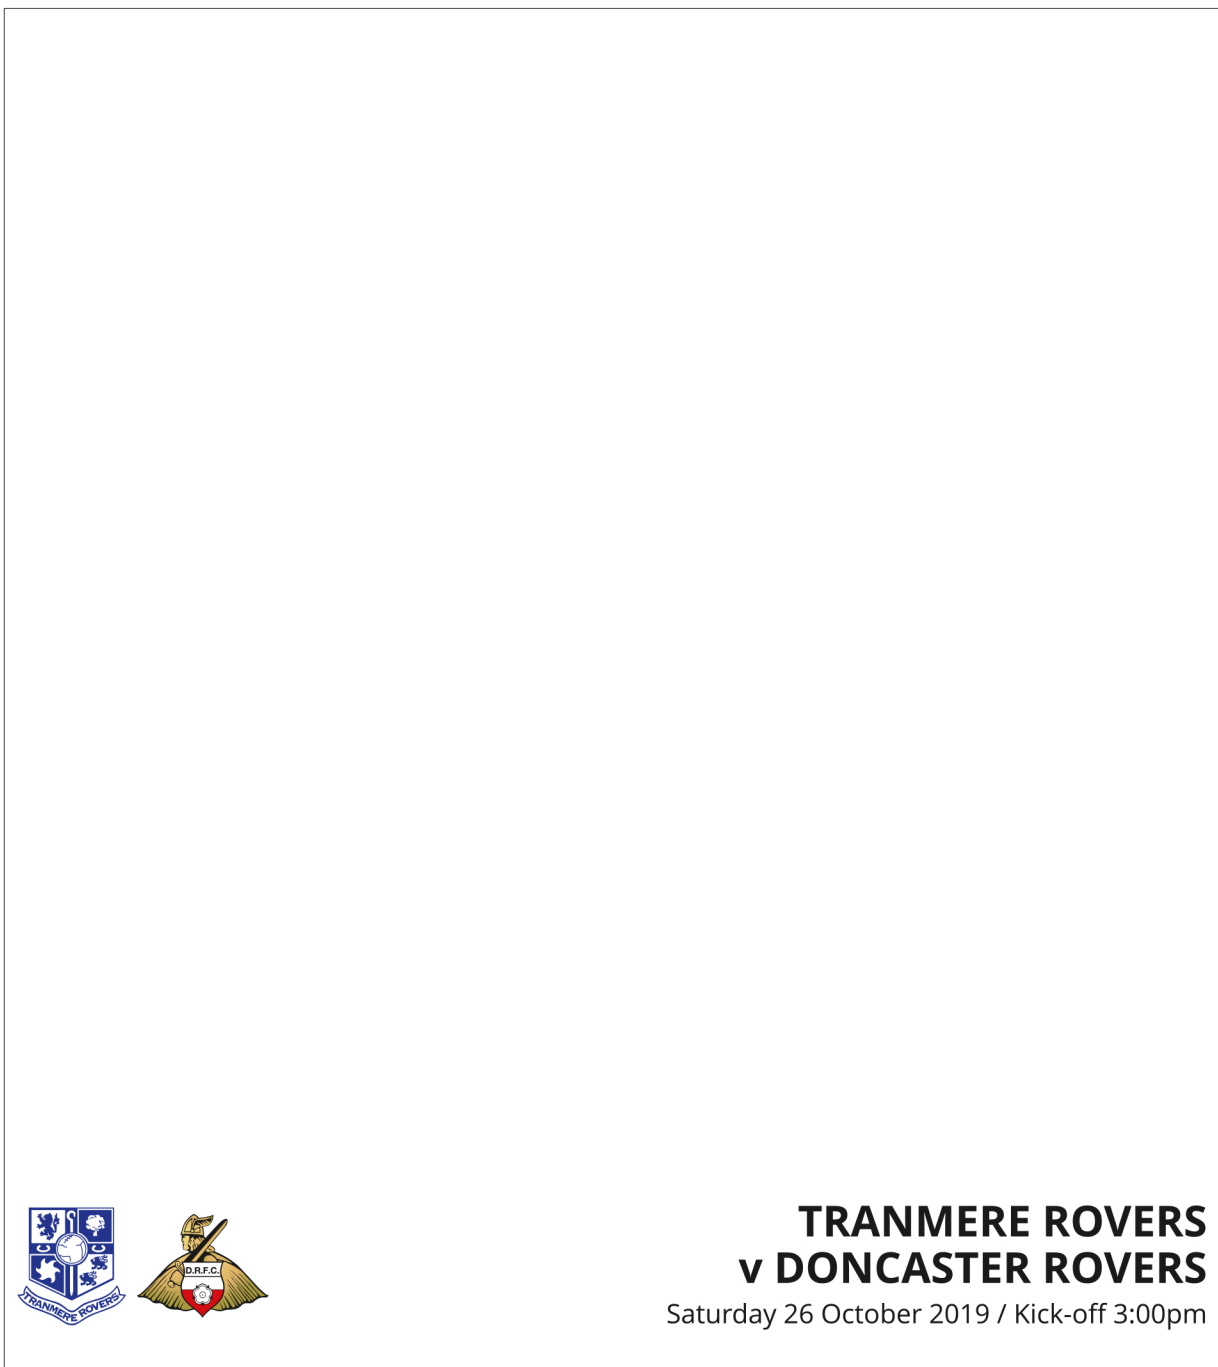 TRANMERE ROVERS
D.R.F.C.
TRANMERE ROVERS
v DONCASTER ROVERS
Saturday 26 October 2019 / Kick-off 3:00pm